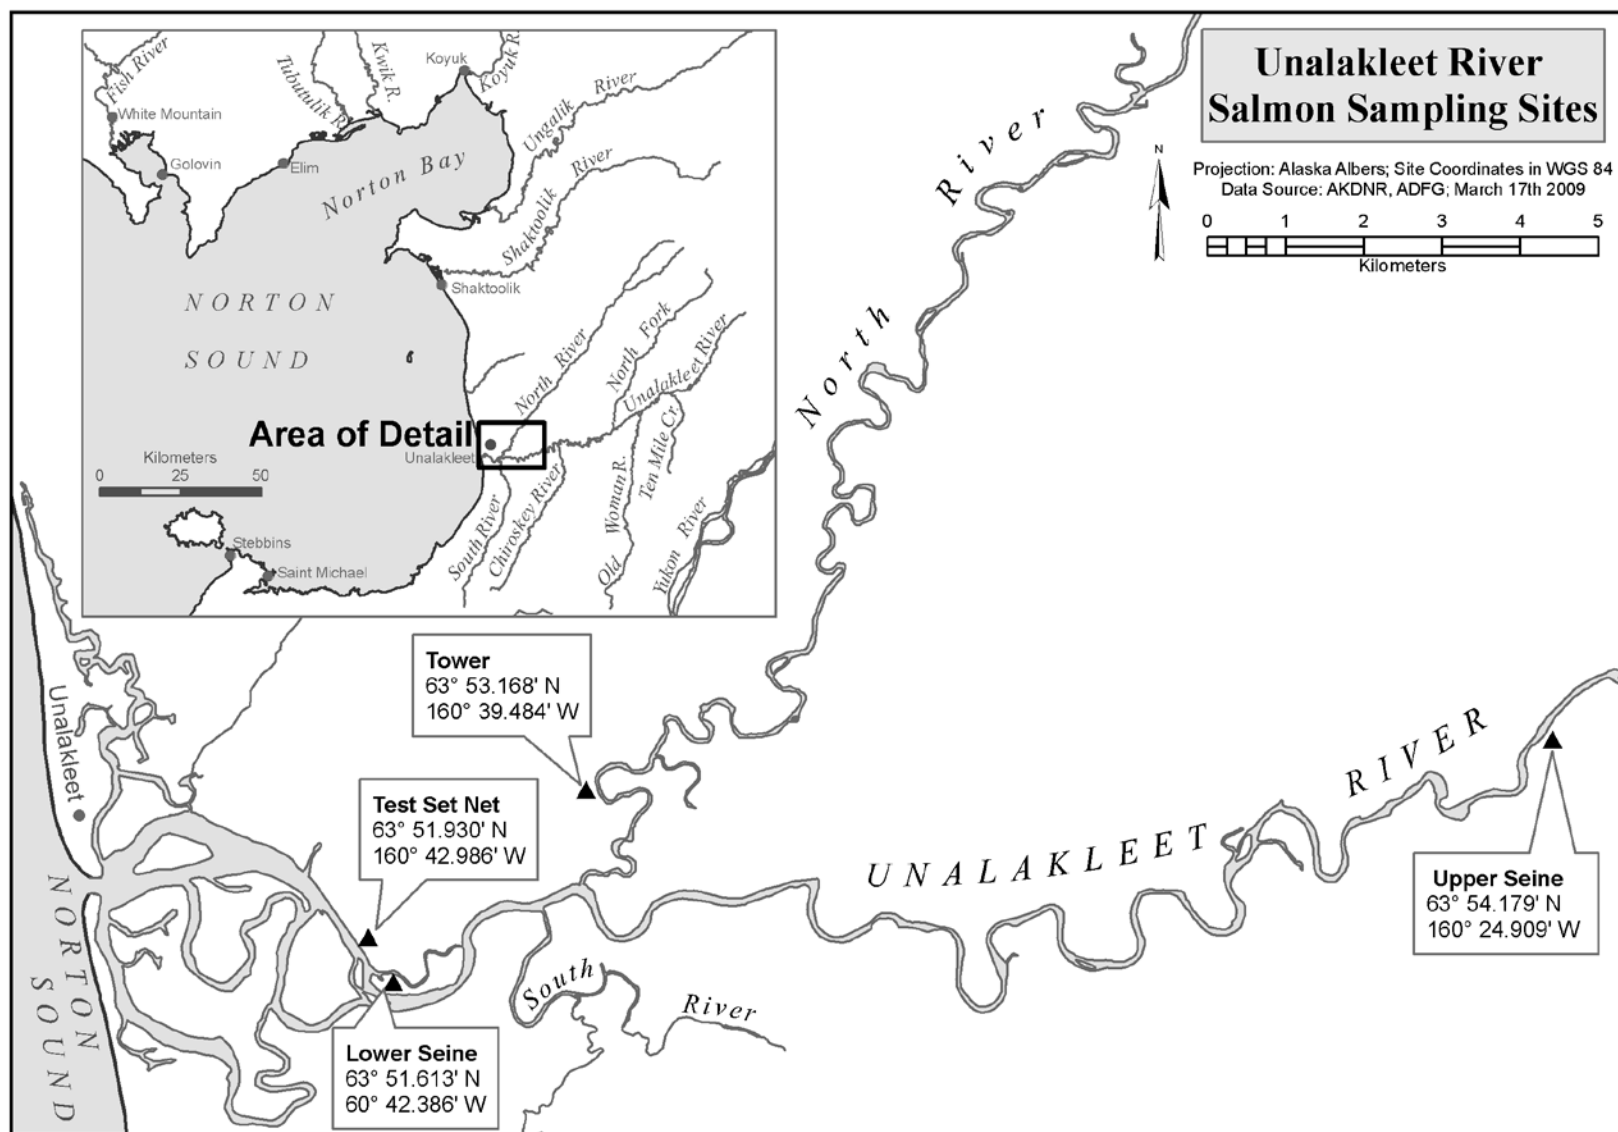 Unalakleet River
Salmon Sampling Sites
N
Projection: Alaska Albers; Site Coordinates in WGS 84
Data Source: AKDNR, ADFG; March 17th 2009
0 1 2 3 4 5
Kilometers
Fish River
Tubutulik R.
Kwik R.
Koyuk
Koyuk R.
White Mountain
Golovin
Elim
Norton Bay
Ungalik River
Shaktoolik River
Shaktoolik
NORTON
SOUND
North River
North Fork
Unalakleet River
Area of Detail
Unalakleet
Kilometers
0 25 50
South River
Chiroskey River
Old Woman R.
Ten Mile Cr.
Yukon River
Stebbins
Saint Michael
North River
Unalakleet
Tower
63° 53.168' N
160° 39.484' W
Test Set Net
63° 51.930' N
160° 42.986' W
UNALAKLEET RIVER
Upper Seine
63° 54.179' N
160° 24.909' W
NORTON
SOUND
South River
Lower Seine
63° 51.613' N
60° 42.386' W